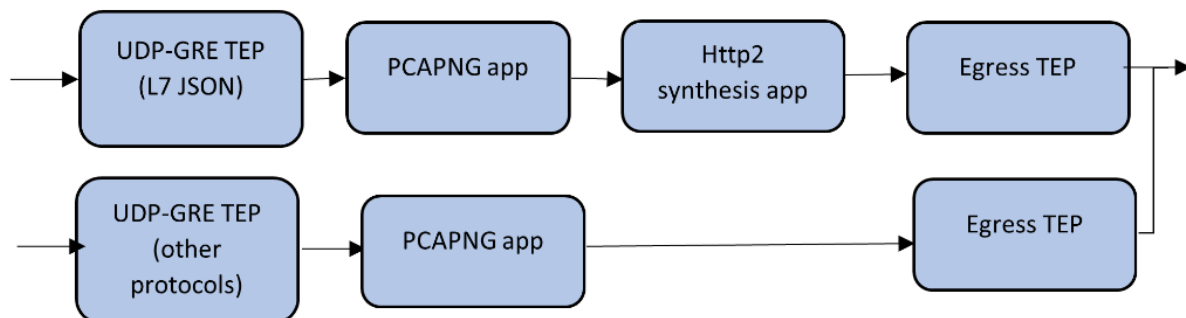 UDP-GRE TEP
(L7 JSON)
PCAPNG app
Http2
synthesis app
Egress TEP
UDP-GRE TEP
(other
protocols)
PCAPNG app
Egress TEP